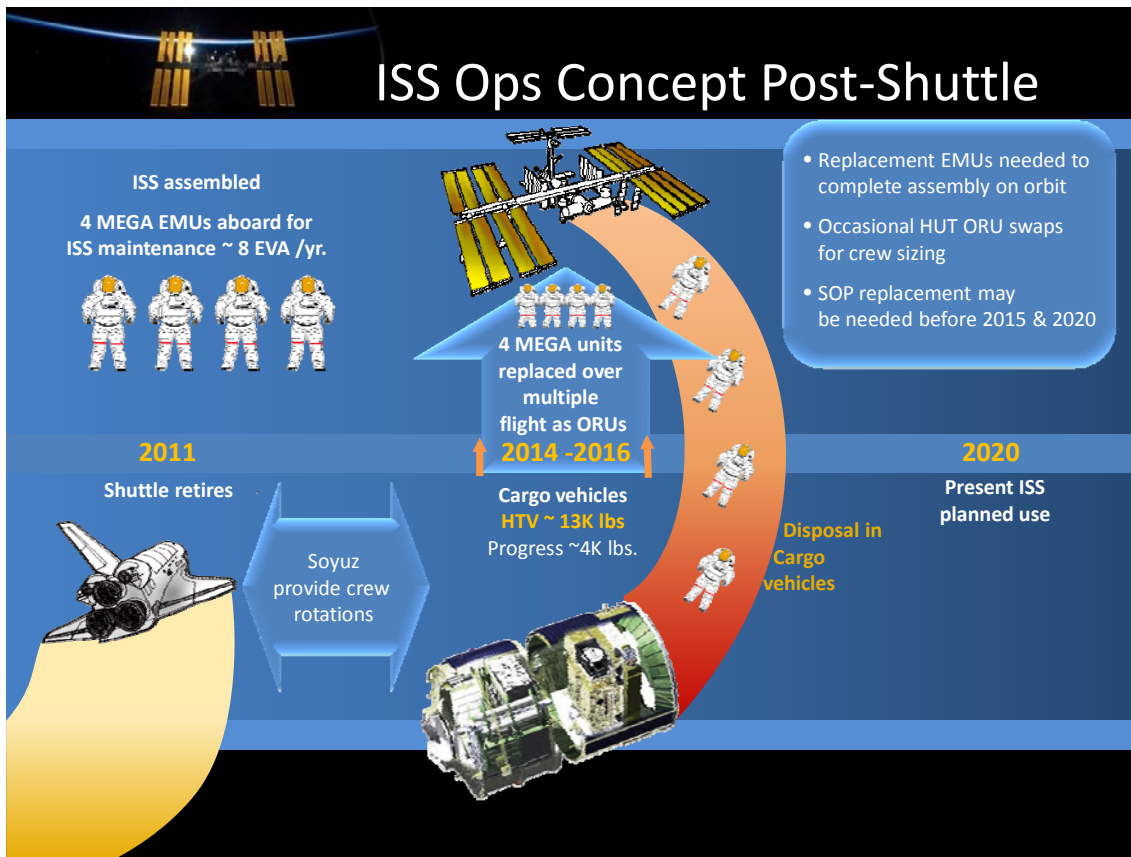 ISS Ops Concept Post-Shuttle
ISS assembled
4 MEGA EMUs aboard for
ISS maintenance ~ 8 EVA /yr.
• Replacement EMUs needed to
complete assembly on orbit
• Occasional HUT ORU swaps
for crew sizing
• SOP replacement may
be needed before 2015 & 2020
4 MEGA units
replaced over
multiple
flight as ORUs
2011
2014 -2016
2020
Shuttle retires
Cargo vehicles
HTV ~ 13K lbs
Progress ~4K lbs.
Present ISS
planned use
Soyuz
provide crew
rotations
Disposal in
Cargo
vehicles